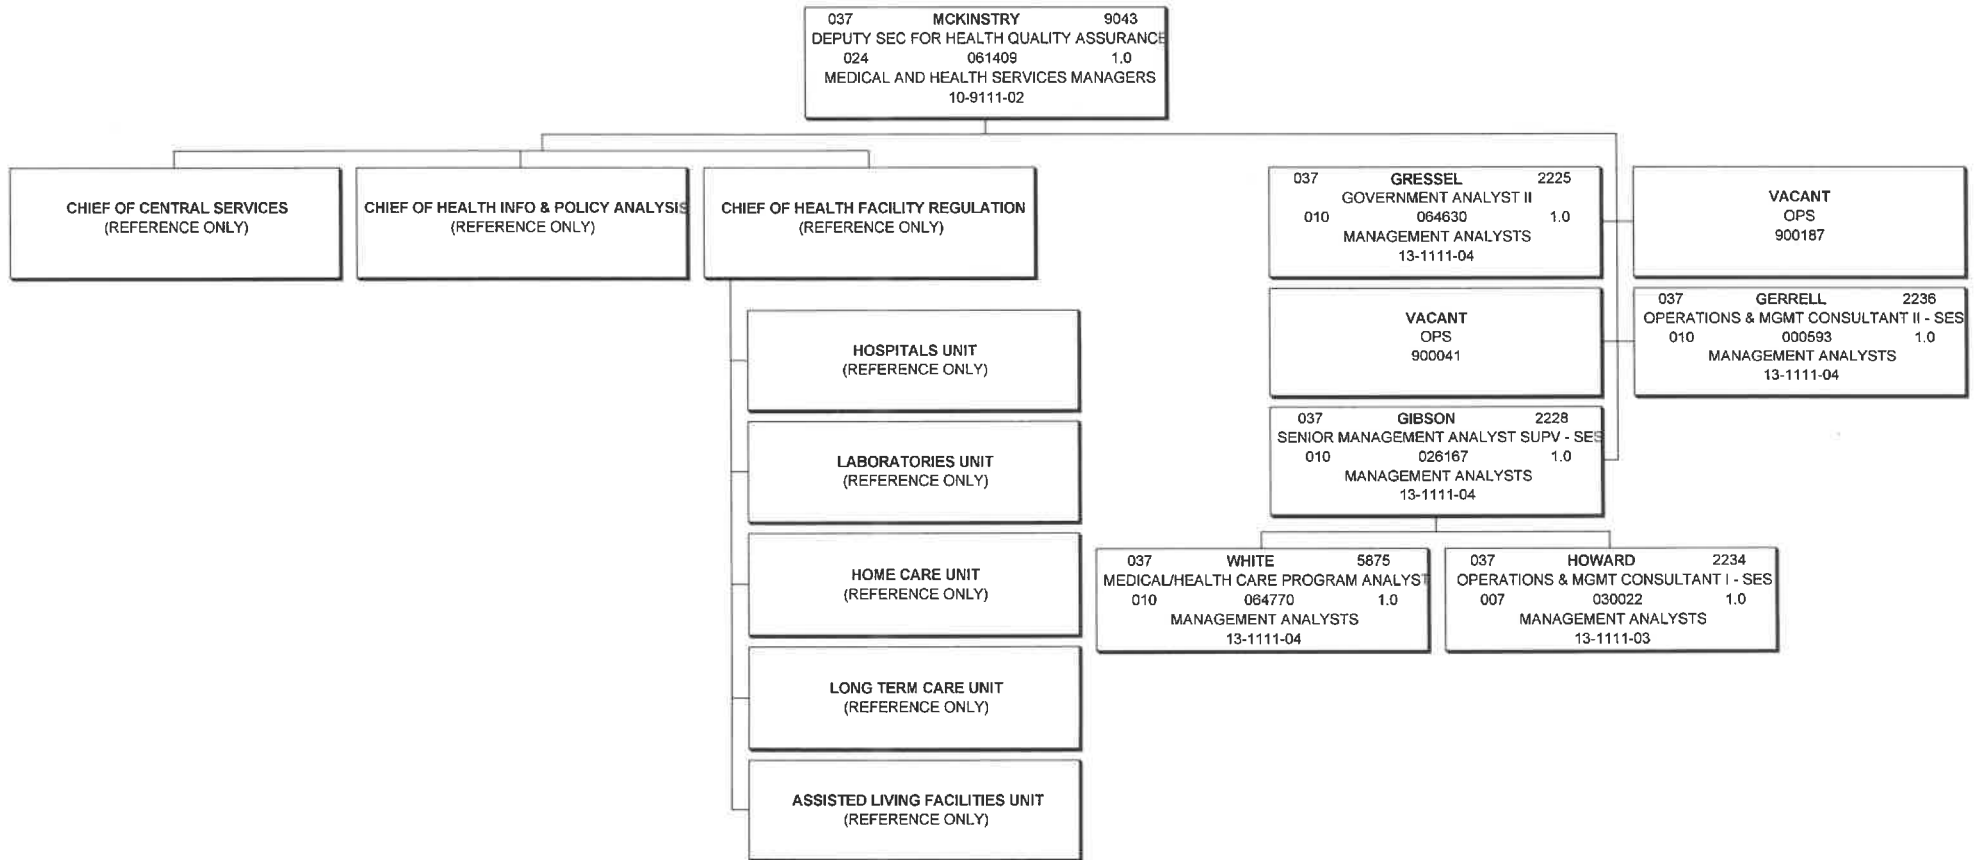 037 MCKINSTRY 9043
DEPUTY SEC FOR HEALTH QUALITY ASSURANCE
024 061409 1.0
MEDICAL AND HEALTH SERVICES MANAGERS
10-9111-02
CHIEF OF CENTRAL SERVICES
(REFERENCE ONLY)
CHIEF OF HEALTH INFO & POLICY ANALYSIS
(REFERENCE ONLY)
CHIEF OF HEALTH FACILITY REGULATION
(REFERENCE ONLY)
HOSPITALS UNIT
(REFERENCE ONLY)
LABORATORIES UNIT
(REFERENCE ONLY)
HOME CARE UNIT
(REFERENCE ONLY)
LONG TERM CARE UNIT
(REFERENCE ONLY)
ASSISTED LIVING FACILITIES UNIT
(REFERENCE ONLY)
037 GRESSEL 2225
GOVERNMENT ANALYST II
010 064630 1.0
MANAGEMENT ANALYSTS
13-1111-04
VACANT
OPS
900187
VACANT
OPS
900041
037 GERRELL 2236
OPERATIONS & MGMT CONSULTANT II - SES
010 000593 1.0
MANAGEMENT ANALYSTS
13-1111-04
037 GIBSON 2228
SENIOR MANAGEMENT ANALYST SUPV - SES
010 026167 1.0
MANAGEMENT ANALYSTS
13-1111-04
037 WHITE 5875
MEDICAL/HEALTH CARE PROGRAM ANALYST
010 064770 1.0
MANAGEMENT ANALYSTS
13-1111-04
037 HOWARD 2234
OPERATIONS & MGMT CONSULTANT I - SES
007 030022 1.0
MANAGEMENT ANALYSTS
13-1111-03